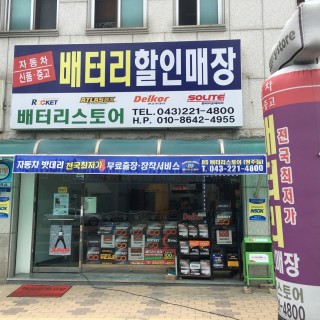 자동차
신품·중고
배터리할인매장
ROCKET
ATLASBX
Delkor
SOLITE
배터리스토어
TEL. 043)221-4800
H.P. 010-8642-4955
자동차 밧데리 전국최저가 무료출장·장착서비스
배터리스토어
T. 043-221-4800
store
전국최저가
배터리
매장
-4800